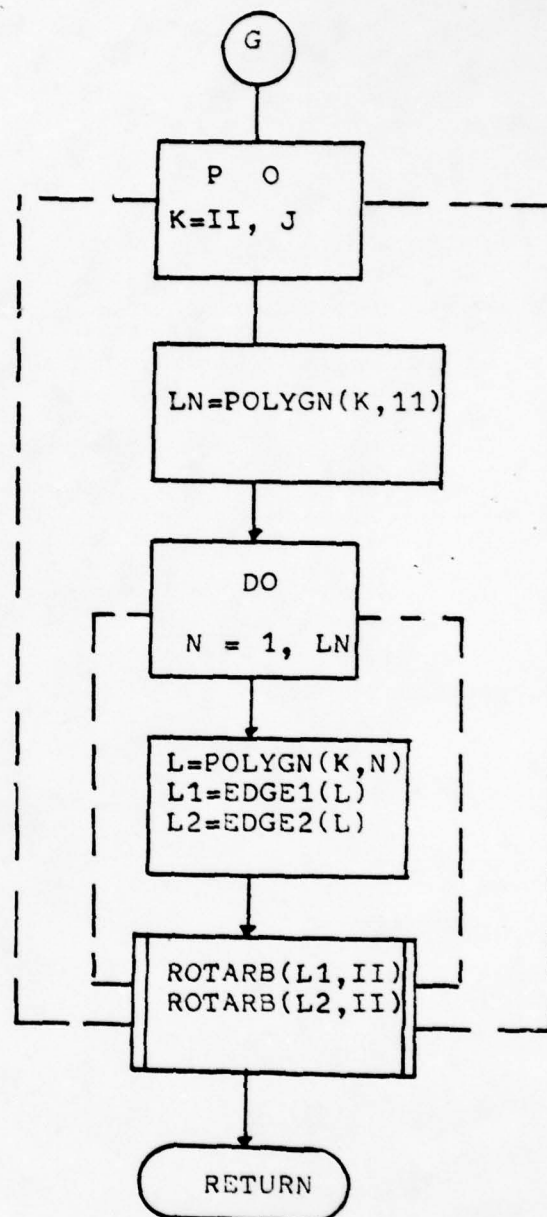 G
P O
K=II, J
LN=POLYGN(K,11)
DO
N = 1, LN
L=POLYGN(K,N)
L1=EDGE1(L)
L2=EDGE2(L)
ROTARB(L1,II)
ROTARB(L2,II)
RETURN